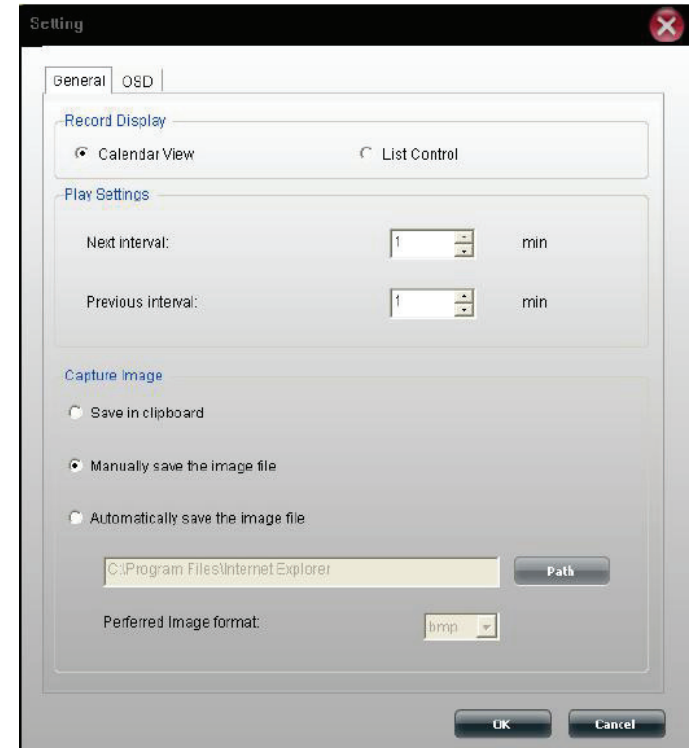 Setting
General OSD
Record Display
Calendar View List Control
Play Settings
Next interval: 1 min
Previous interval: 1 min
Capture Image
Save in clipboard
Manually save the image file
Automatically save the image file
C:\Program Files\Internet Explorer Path
Perferred Image format: bmp
OK Cancel